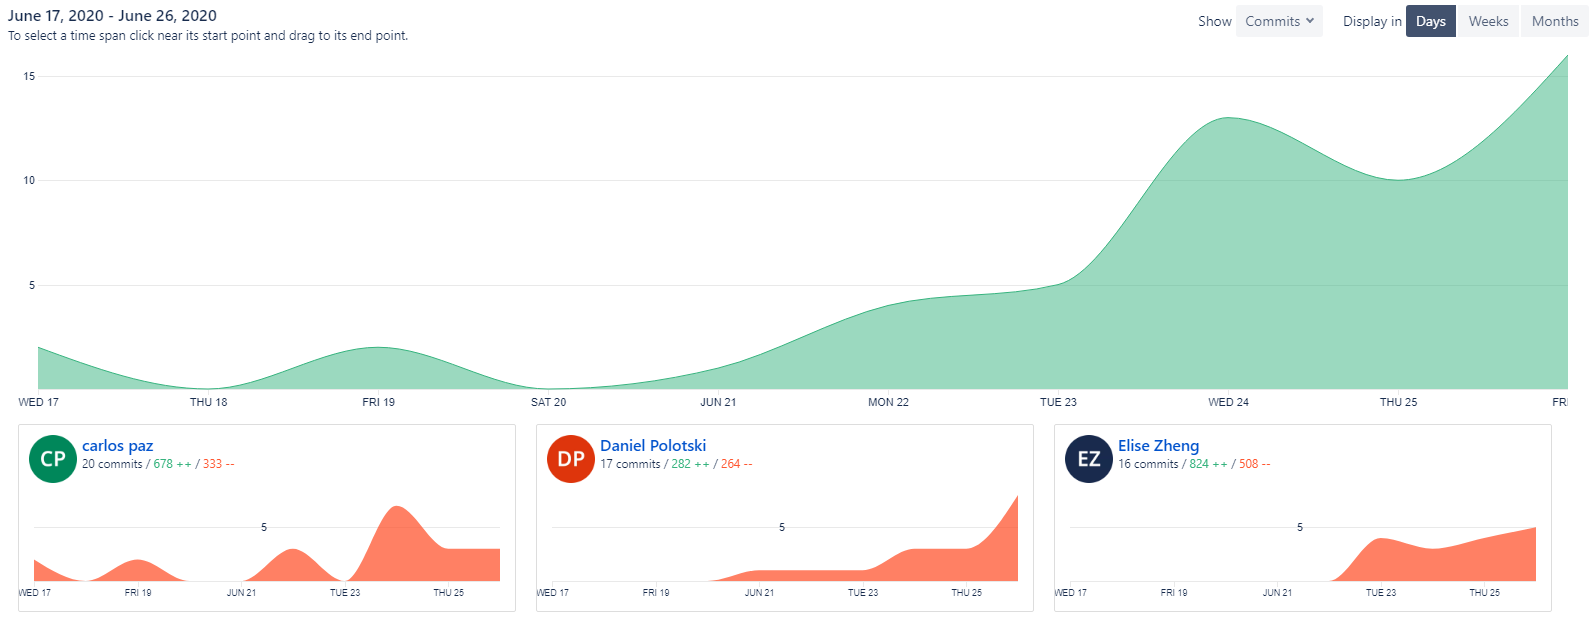 June 17, 2020 - June 26, 2020
To select a time span click near its start point and drag to its end point.
Show Commits Display in Days Weeks Months
15
10
5
WED 17 THU 18 FRI 19 SAT 20 JUN 21 MON 22 TUE 23 WED 24 THU 25 FR
CP carlos paz
20 commits / 678 ++ / 333 --
5
WED 17 FRI 19 JUN 21 TUE 23 THU 25
DP Daniel Polotski
17 commits / 282 ++ / 264 --
5
WED 17 FRI 19 JUN 21 TUE 23 THU 25
EZ Elise Zheng
16 commits / 824 ++ / 508 --
5
WED 17 FRI 19 JUN 21 TUE 23 THU 25